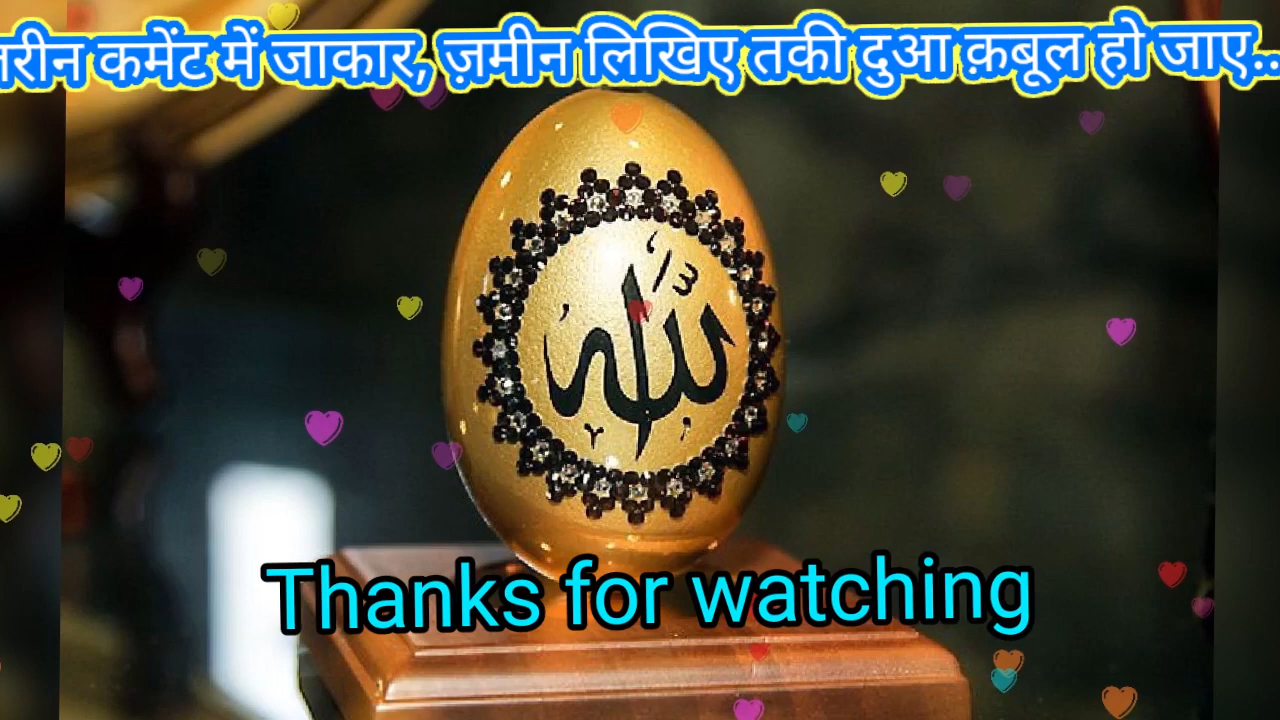 रीन कमेंट में जाकार, ज़मीन लिखिए तकी दुआ क़बूल हो जाए..
الله
Thanks for watching